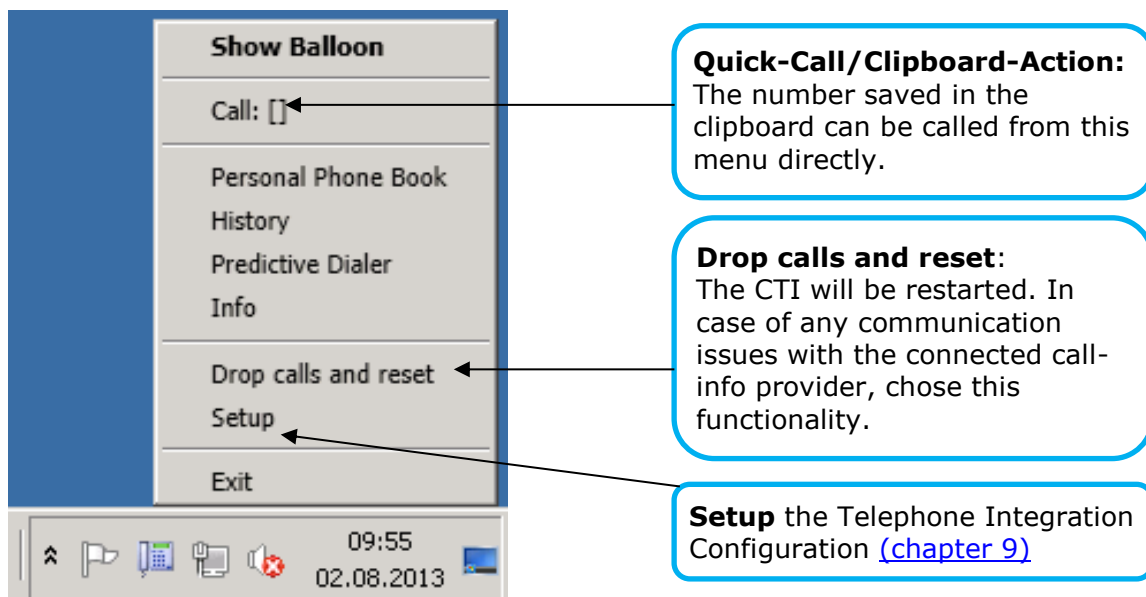 Show Balloon
Call: []
Personal Phone Book
History
Predictive Dialer
Info
Drop calls and reset
Setup
Exit
09:55
02.08.2013
Quick-Call/Clipboard-Action:
The number saved in the
clipboard can be called from this
menu directly.
Drop calls and reset:
The CTI will be restarted. In
case of any communication
issues with the connected call-
info provider, chose this
functionality.
Setup the Telephone Integration
Configuration (chapter 9)